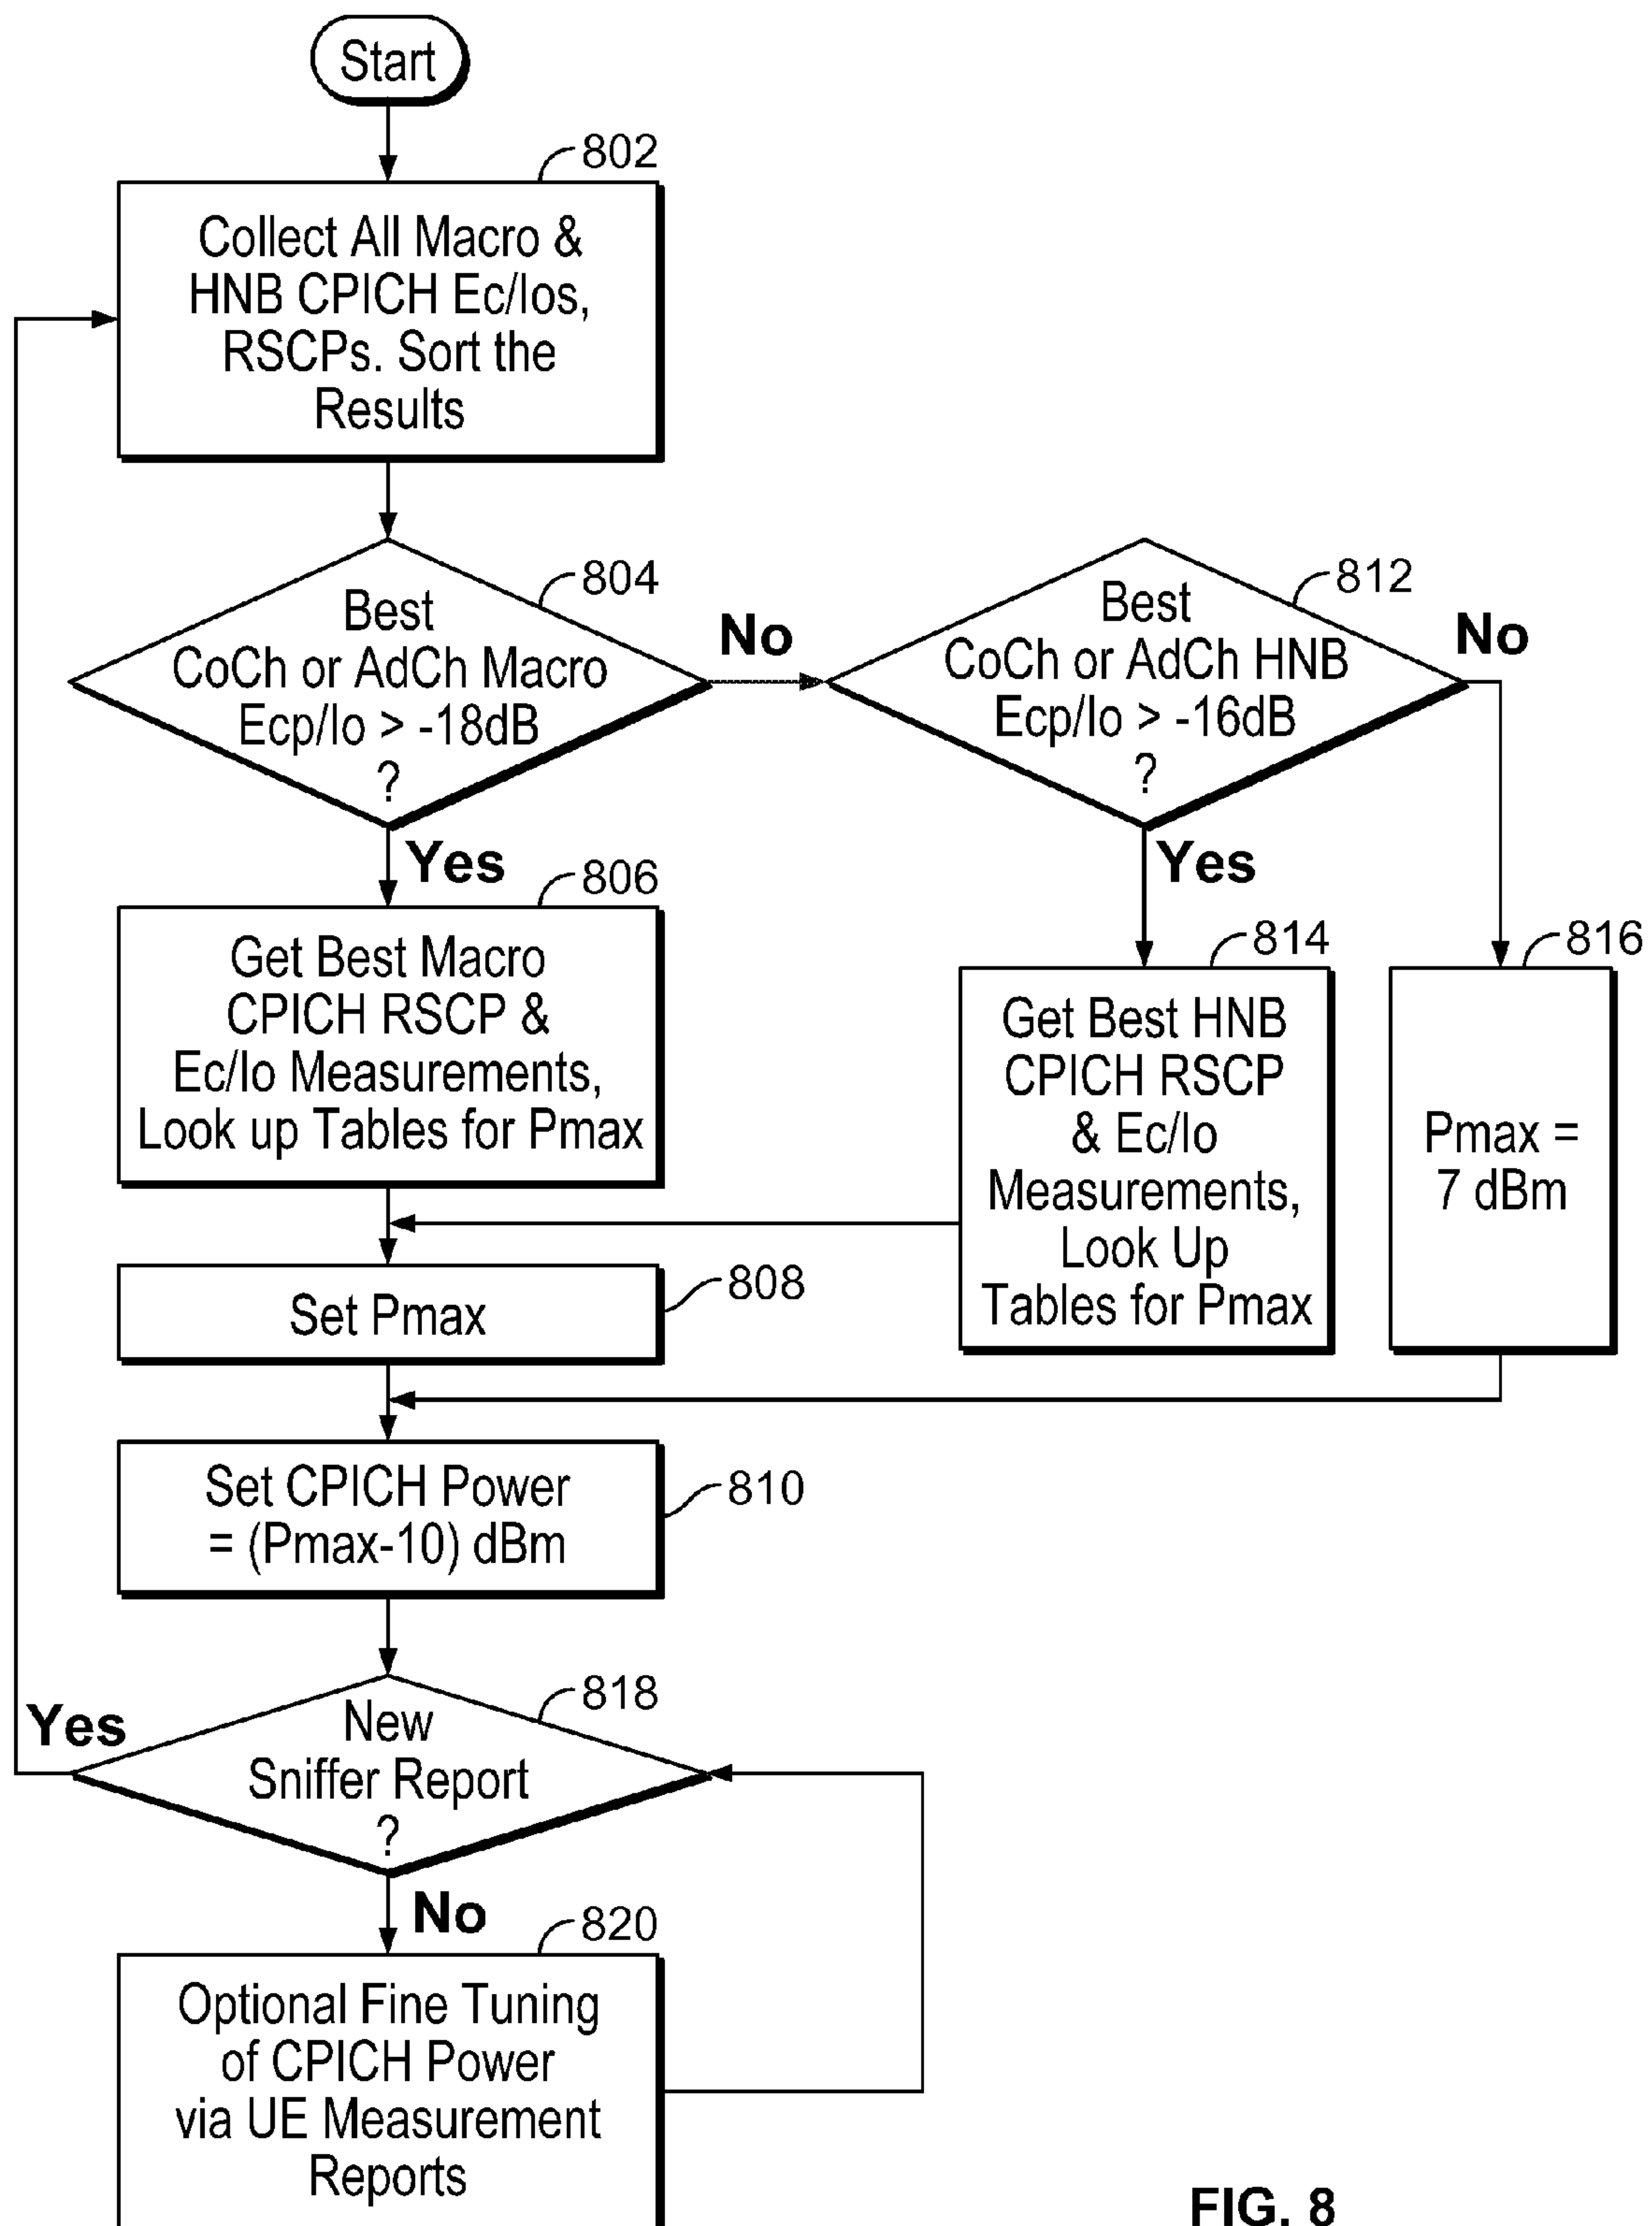 Start
802
Collect All Macro &
HNB CPICH Ec/Ios,
RSCPs. Sort the
Results
804
Best
CoCh or AdCh Macro
Ecp/Io > -18dB
?
No
812
Best
CoCh or AdCh HNB
Ecp/Io > -16dB
?
No
Yes
806
Get Best Macro
CPICH RSCP &
Ec/Io Measurements,
Look up Tables for Pmax
Yes
814
Get Best HNB
CPICH RSCP
& Ec/Io
Measurements,
Look Up
Tables for Pmax
816
Pmax =
7 dBm
Set Pmax
808
Set CPICH Power
= (Pmax-10) dBm
810
818
New
Sniffer Report
?
Yes
No
820
Optional Fine Tuning
of CPICH Power
via UE Measurement
Reports
FIG. 8